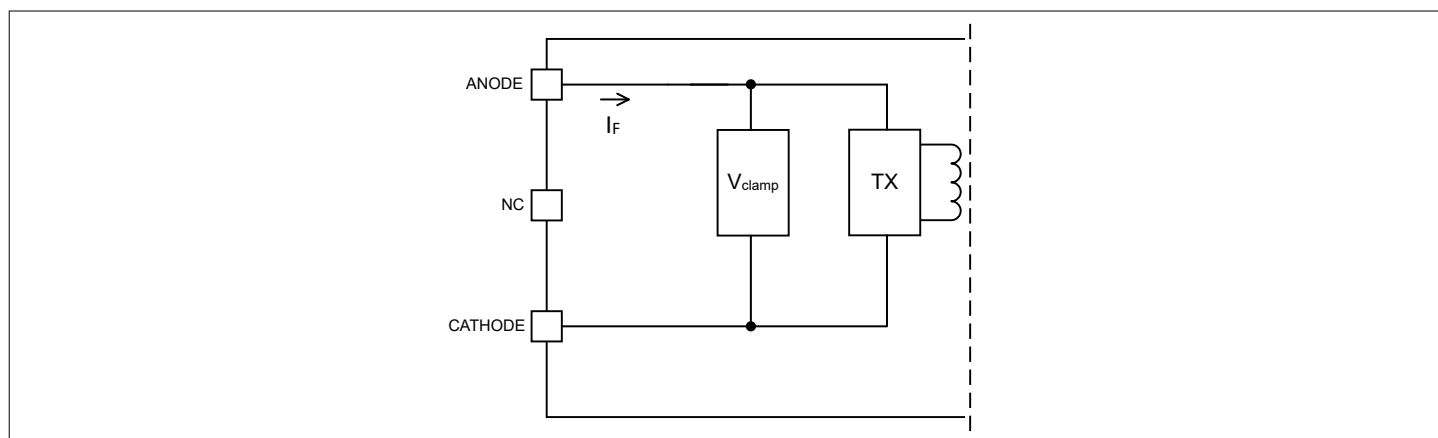 ANODE
IF
NC
Vclamp
TX
CATHODE